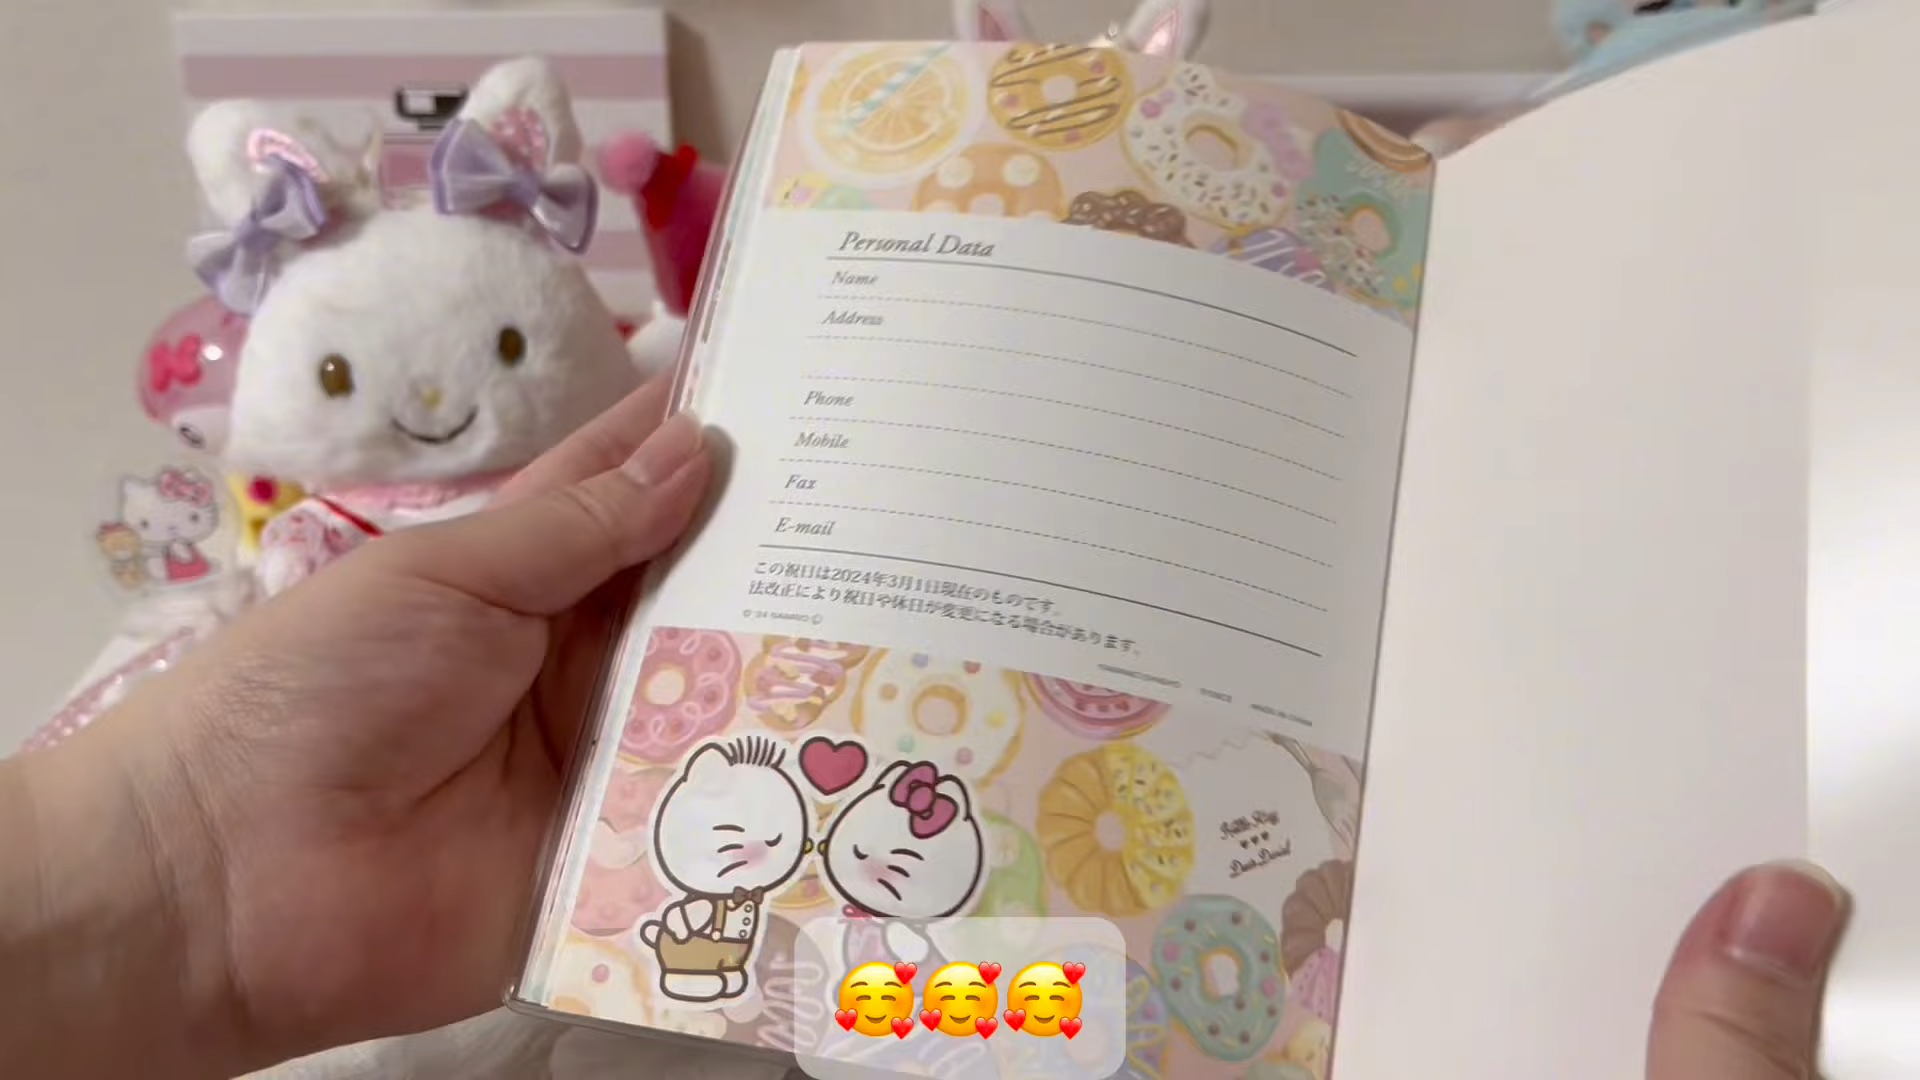 Personal Data
Name
Address
Phone
Mobile
Fax
E-mail
この祝日は2024年3月1日現在のものです。
法改正により祝日や休日が変更になる場合があります。
Dear Daniel